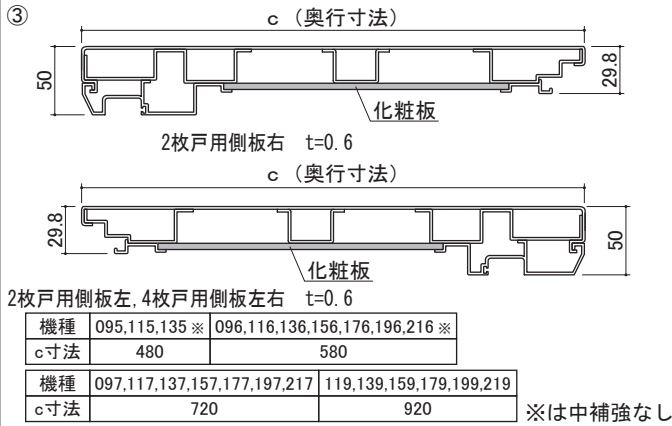 ③
c（奥行寸法）
50
29.8
化粧板
2枚戸用側板右　t=0.6
c（奥行寸法）
29.8
50
化粧板
2枚戸用側板左,4枚戸用側板左右　t=0.6
機種 095,115,135 ※ 096,116,136,156,176,196,216 ※
c寸法 480 580
機種 097,117,137,157,177,197,217 119,139,159,179,199,219
c寸法 720 920
※は中補強なし